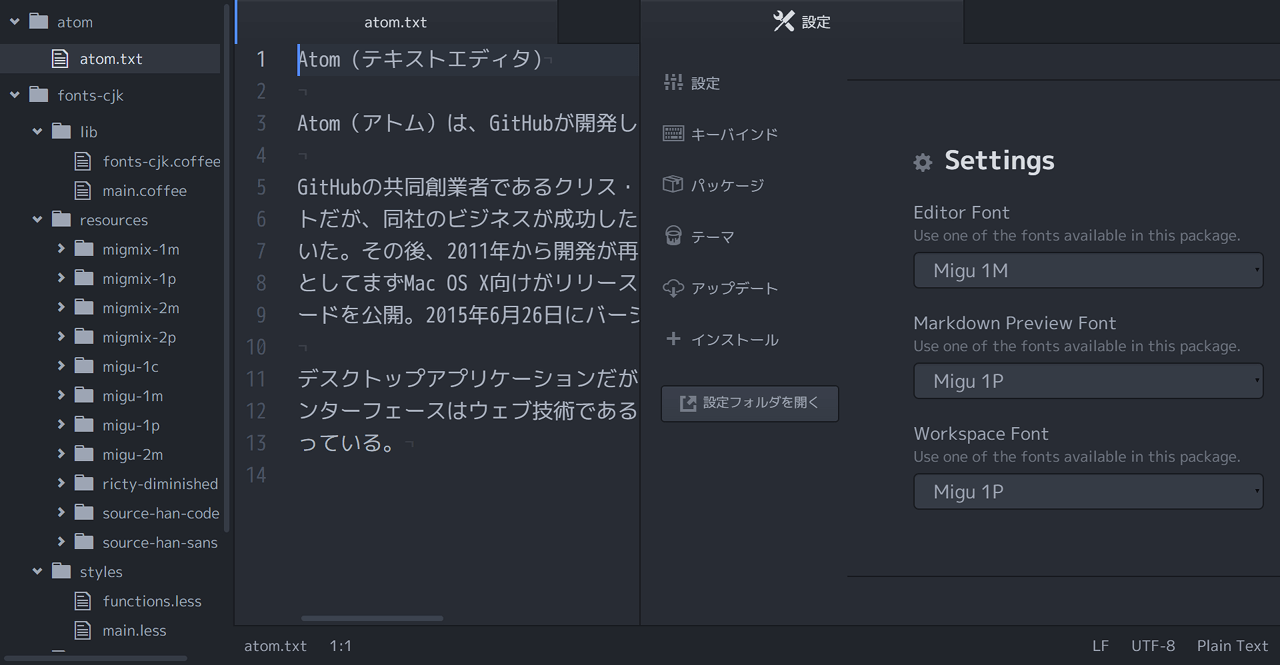 atom
atom.txt
fonts-cjk
lib
fonts-cjk.coffee
main.coffee
resources
migmix-1m
migmix-1p
migmix-2m
migmix-2p
migu-1c
migu-1m
migu-1p
migu-2m
ricty-diminished
source-han-code
source-han-sans
styles
functions.less
main.less
atom.txt
1 Atom（テキストエディタ）¬
2 ¬
3 Atom（アトム）は、GitHubが開発し
4 ¬
5 GitHubの共同創業者であるクリス・
6 トだが、同社のビジネスが成功した
7 いた。その後、2011年から開発が再
8 としてまずMac OS X向けがリリース
9 ードを公開。2015年6月26日にバーシ
10 ¬
11 デスクトップアプリケーションだが
12 ンターフェースはウェブ技術である
13 っている。¬
14
設定
設定
キーバインド
パッケージ
テーマ
アップデート
インストール
設定フォルダを開く
Settings
Editor Font
Use one of the fonts available in this package.
Migu 1M
Markdown Preview Font
Use one of the fonts available in this package.
Migu 1P
Workspace Font
Use one of the fonts available in this package.
Migu 1P
atom.txt 1:1 LF UTF-8 Plain Text